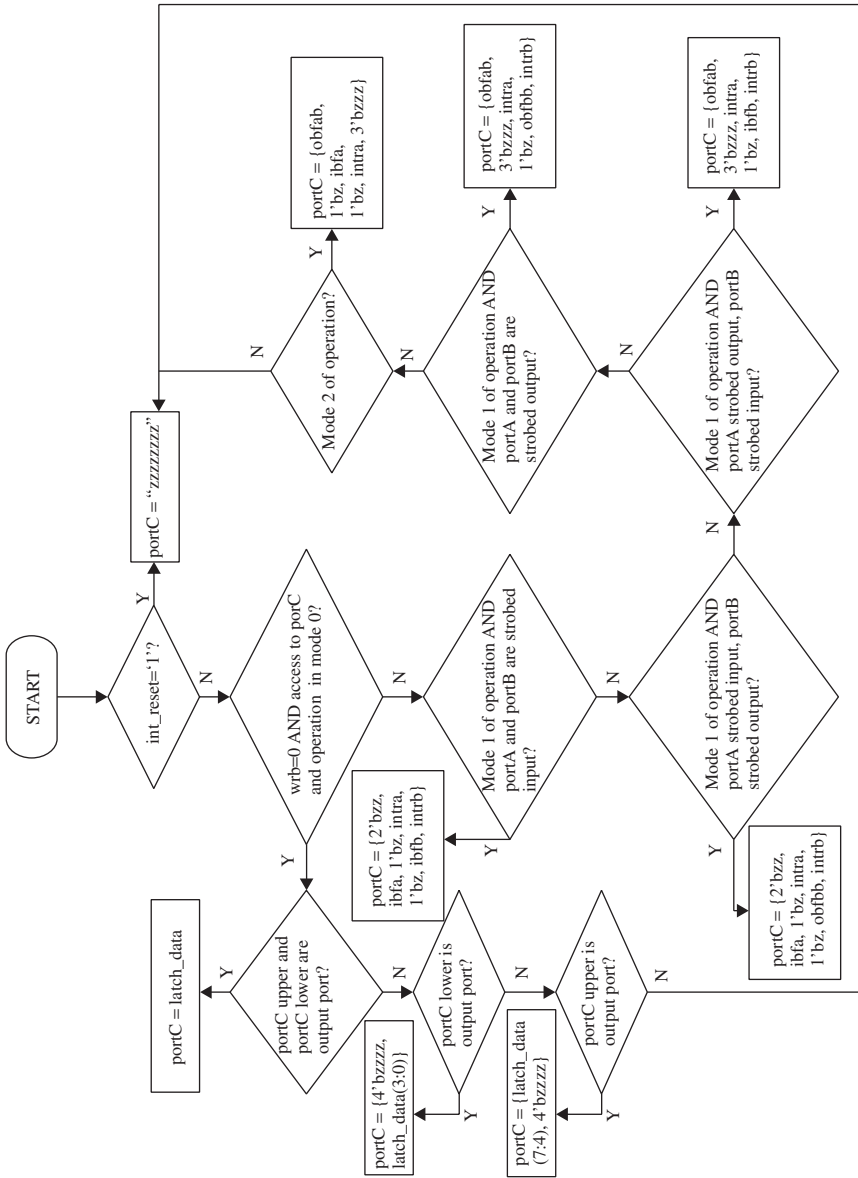 START
int_reset=‘1’?
Y
N
portC = “zzzzzzzzz”
wrb=0 AND access to porC
and operation in mode 0?
Y
N
portC upper and
portC lower are
output port?
Y
N
portC = latch_data
portC lower is
output port?
Y
N
portC = {4’bzzzz,
latch_data(3:0)}
portC upper is
output port?
Y
N
portC = {latch_data
(7:4), 4’bzzzz}
Mode 1 of operation AND
portA and portB are strobed
input?
Y
N
portC = {2’bzz,
ibfa, 1’bz, intra,
1’bz, ibfb, intrb}
Mode 1 of operation AND
portA strobed input, portB
strobed output?
Y
N
portC = {2’bzz,
ibfa, 1’bz, intra,
1’bz, obfbb, intrb}
Mode 1 of operation AND
portA strobed output, portB
strobed input?
Y
N
portC = {obfab,
3’bzzz, intra,
1’bz, ibfb, intrb}
Mode 1 of operation AND
portA and portB are
strobed output?
Y
N
portC = {obfab,
3’bzzz, intra,
1’bz, obfbb, intrb}
Mode 2 of operation?
Y
N
portC = {obfab,
1’bz, ibfa,
1’bz, intra, 3’bzzz}